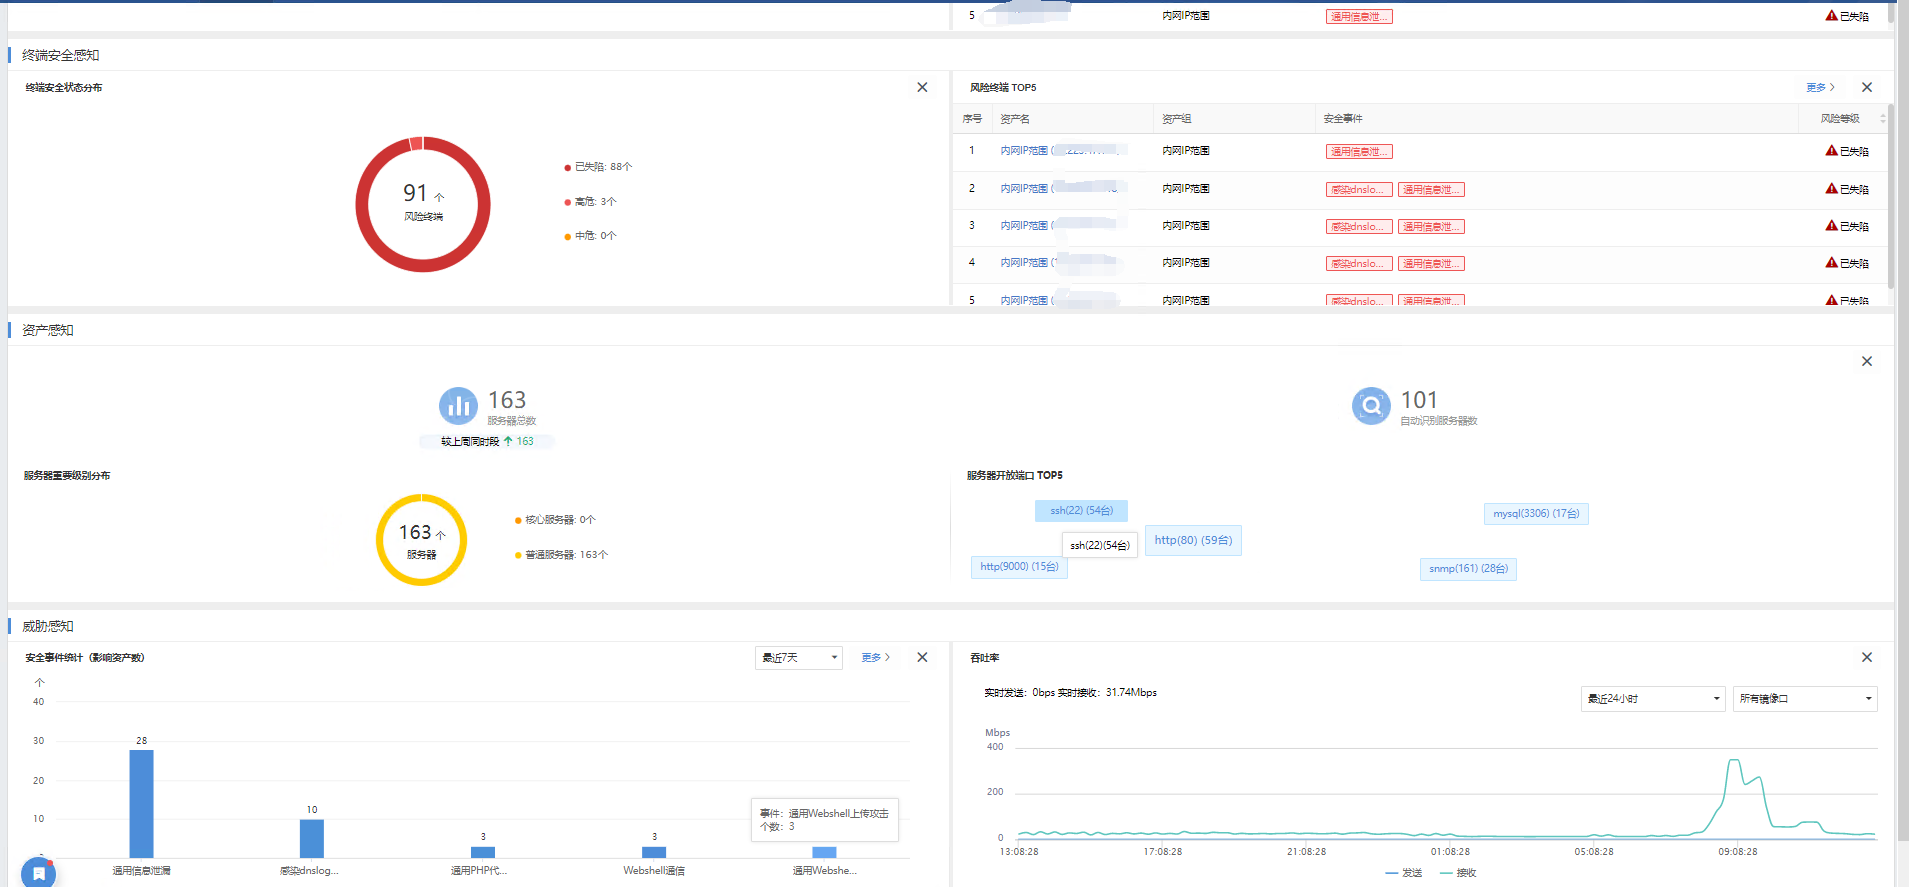 5 内网IP范围 通用信息泄... 已失陷
终端安全感知
终端安全状态分布
91 个
风险终端
已失陷: 88个
高危: 3个
中危: 0个
风险终端 TOP5 更多
序号 资产名 资产组 安全事件 风险等级
1 内网IP范围 ( 内网IP范围 通用信息泄... 已失陷
2 内网IP范围 ( 内网IP范围 感染dnslo... 通用信息泄... 已失陷
3 内网IP范围 ( 内网IP范围 感染dnslo... 通用信息泄... 已失陷
4 内网IP范围 ( 内网IP范围 感染dnslo... 通用信息泄... 已失陷
5 内网IP范围 ( 内网IP范围 感染dnslo... 通用信息泄... 已失陷
资产感知
163
服务器总数
较上周同时段 163
101
自动识别服务器数
服务器重要级别分布
163 个
服务器
核心服务器: 0个
普通服务器: 163个
服务器开放端口 TOP5
ssh(22) (54台)
mysql(3306) (17台)
ssh(22)(54台)
http(80) (59台)
http(9000) (15台)
snmp(161) (28台)
威胁感知
安全事件统计（影响资产数） 最近7天 更多
个
40
30
20
10
28
10
3
3
事件：通用Webshell上传攻击
个数：3
通用信息泄漏 感染dnslog... 通用PHP代... Webshell通信 通用Webshe...
吞吐率
实时发送：0bps 实时接收：31.74Mbps
最近24小时 所有镜像口
Mbps
400
200
0
13:08:28 17:08:28 21:08:28 01:08:28 05:08:28 09:08:28
发送 接收